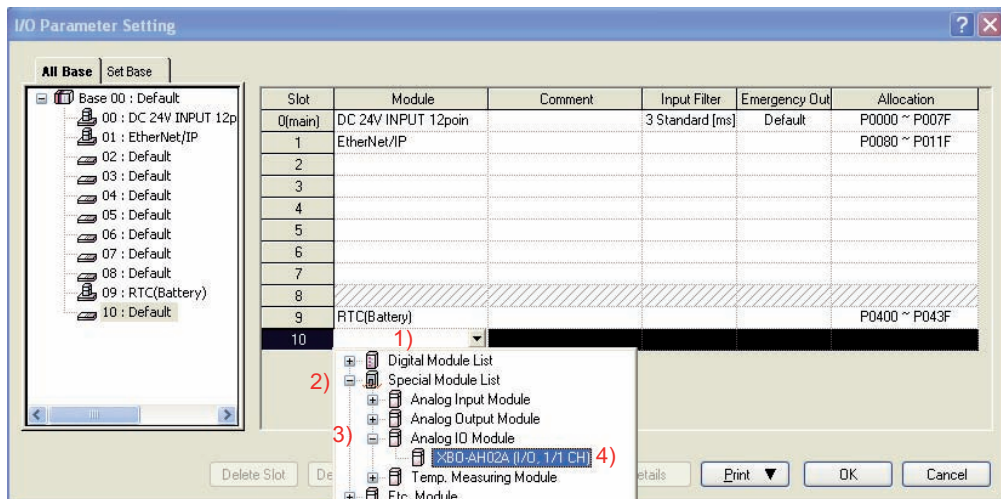 I/O Parameter Setting
All Base Set Base
Base 00 : Default
00 : DC 24V INPUT 12p
01 : EtherNet/IP
02 : Default
03 : Default
04 : Default
05 : Default
06 : Default
07 : Default
08 : Default
09 : RTC(Battery)
10 : Default
Slot Module Comment Input Filter Emergency Out Allocation
0(main) DC 24V INPUT 12poin 3 Standard [ms] Default P0000 ~ P007F
1 EtherNet/IP P0080 ~ P011F
2
3
4
5
6
7
8
9 RTC(Battery) P0400 ~ P043F
10
1)
Digital Module List
2) Special Module List
Analog Input Module
Analog Output Module
3) Analog IO Module
XBO-AH02A (I/O, 1/1 CH) 4)
Temp. Measuring Module
Etc. Module
Delete Slot De etails Print ▼ OK Cancel